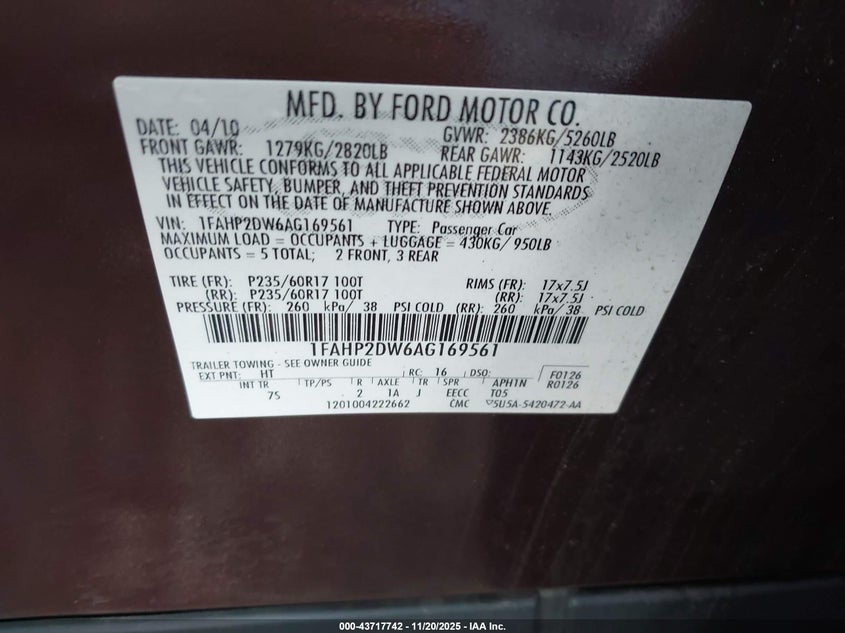 MFD. BY FORD MOTOR CO.
DATE: 04/10 GVWR: 2386KG/5260LB
FRONT GAWR: 1279KG/2820LB REAR GAWR: 1143KG/2520LB
THIS VEHICLE CONFORMS TO ALL APPLICABLE FEDERAL MOTOR
VEHICLE SAFETY, BUMPER, AND THEFT PREVENTION STANDARDS
IN EFFECT ON THE DATE OF MANUFACTURE SHOWN ABOVE.
VIN: 1FAHP2DW6AG169561 TYPE: Passenger Car
MAXIMUM LOAD = OCCUPANTS + LUGGAGE = 430KG/ 950LB
OCCUPANTS = 5 TOTAL; 2 FRONT, 3 REAR
TIRE (FR): P235/60R17 100T RIMS (FR): 17x7.5J
(RR): P235/60R17 100T (RR): 17x7.5J
PRESSURE (FR): 260 kPa/ 38 PSI COLD (RR): 260 kPa/ 38 PSI COLD
1FAHP2DW6AG169561
TRAILER TOWING - SEE OWNER GUIDE
EXT PNT: HT RC: 16 DSO: F0126
INT TR TP/PS R AXLE TR SPR APH1N R0126
7S 2 1A J EECC T05
1201004222662 CMC 5U5A-5420472-AA
000-43717742 - 11/20/2025 - IAA Inc.